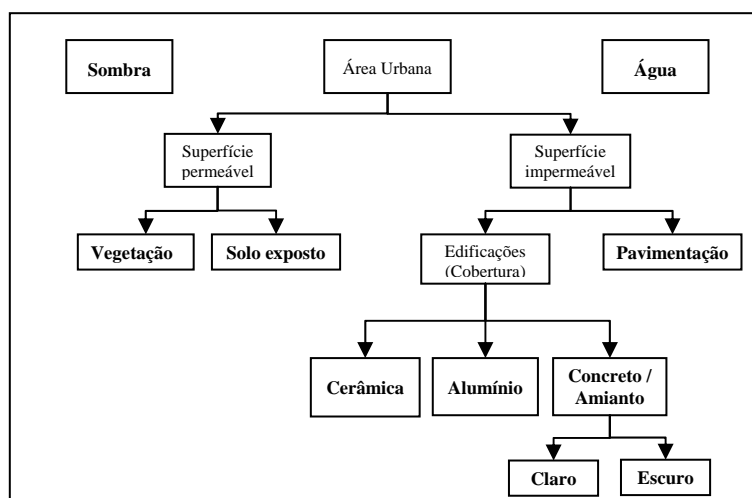 Sombra
Área Urbana
Água
Superfície
permeável
Superfície
impermeável
Vegetação
Solo exposto
Edificações
(Cobertura)
Pavimentação
Cerâmica
Alumínio
Concreto /
Amianto
Claro
Escuro